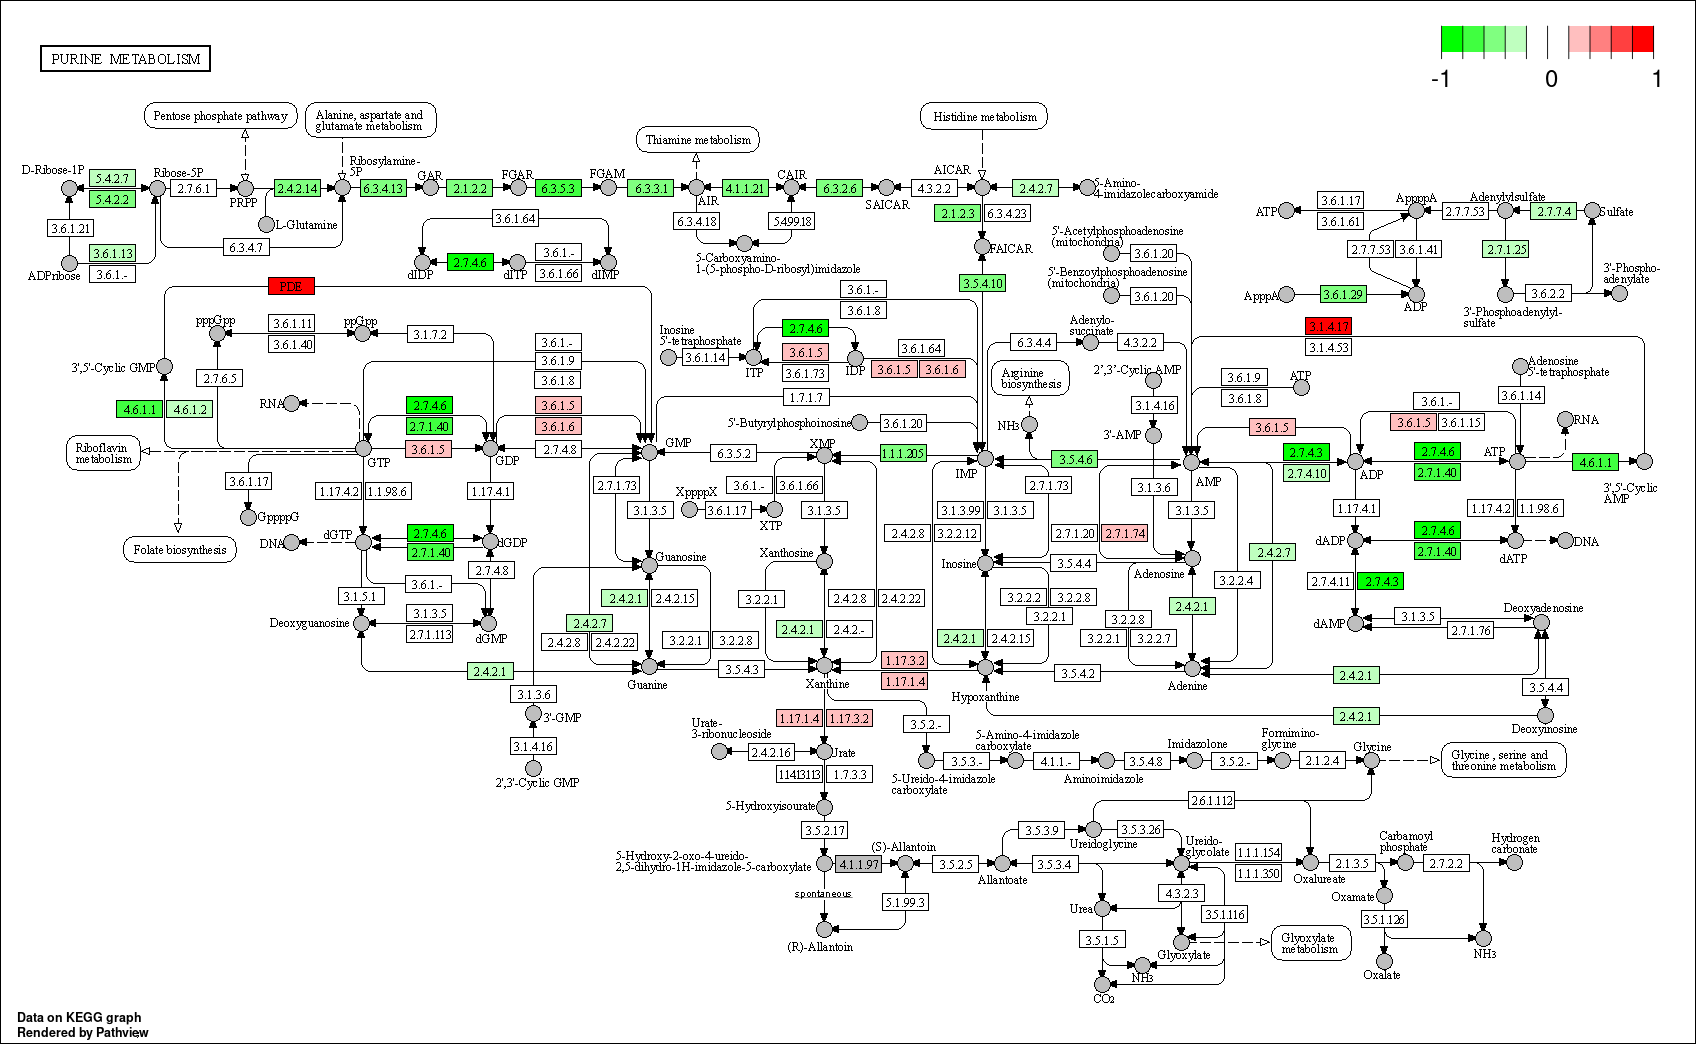 PURINE METABOLISM
-1 0 1
Pentose phosphate pathway
Alanine, aspartate and
glutamate metabolism
Thiamine metabolism
Histidine metabolism
D-Ribose-1P
5.4.2.7
5.4.2.2
Ribose-5P
2.7.6.1
PRPP
2.4.2.14
Ribosylamine-
5P
6.3.4.13
GAR
2.1.2.2
FGAR
6.3.5.3
FGAM
6.3.3.1
AIR
4.1.1.21
CAIR
6.3.2.6
SAICAR
4.3.2.2
AICAR
2.4.2.7
5-Amino-
4-imidazolecarboxyamide
3.6.1.21
L-Glutamine
6.3.4.7
3.6.1.13
3.6.1.-
ADPribose
3.6.1.64
dIDP
2.7.4.6
dITP
3.6.1.-
3.6.1.66
dIMP
6.3.4.18
5.499.18
5-Carboxyamino-
1-(5-phospho-D-ribosyl)imidazole
2.1.2.3
6.3.4.23
FAICAR
3.5.4.10
5'-Acetylphosphoadenosine
(mitochondria)
3.6.1.20
5'-Benzoylphosphoadenosine
(mitochondria)
3.6.1.20
ATP
3.6.1.17
3.6.1.61
AppppA
2.7.7.53
Adenylylsulfate
2.7.7.4
Sulfate
2.7.7.53
3.6.1.41
2.7.1.25
ApppA
3.6.1.29
ADP
3.6.2.2
3'-Phospho-
adenylate
3'-Phosphoadenylyl-
sulfate
PDE
pppGpp
3.6.1.11
3.6.1.40
ppGpp
3.1.7.2
3.6.1.-
3.6.1.9
3.6.1.8
3',5'-Cyclic GMP
2.7.6.5
4.6.1.1
4.6.1.2
RNA
2.7.4.6
2.7.1.40
3.6.1.5
3.6.1.5
3.6.1.6
2.7.4.8
GTP
GDP
GMP
Riboflavin
metabolism
3.6.1.17
GppppG
Folate biosynthesis
1.17.4.2
1.1.98.6
1.17.4.1
dGTP
DNA
2.7.4.6
2.7.1.40
dGDP
2.7.4.8
3.6.1.-
3.1.5.1
3.1.3.5
2.7.1.113
Deoxyguanosine
dGMP
2.4.2.1
3.6.1.-
3.6.1.8
Inosine
5'-tetraphosphate
3.6.1.14
ITP
2.7.4.6
3.6.1.5
3.6.1.73
IDP
3.6.1.64
3.6.1.5
3.6.1.6
1.7.1.7
5'-Butyrylphosphoinosine
3.6.1.20
6.3.5.2
XMP
1.1.1.205
IMP
6.3.4.4
Adenylo-
succinate
4.3.2.2
Arginine
biosynthesis
NH3
2',3'-Cyclic AMP
3.1.4.16
3'-AMP
3.5.4.6
3.1.3.6
AMP
3.1.4.17
3.1.4.53
3.6.1.9
3.6.1.8
ATP
Adenosine
5'-tetraphosphate
3.6.1.14
3.6.1.5
3.6.1.-
3.6.1.5
3.6.1.15
RNA
2.7.4.3
2.7.4.10
ADP
2.7.4.6
2.7.1.40
ATP
4.6.1.1
3',5'-Cyclic
AMP
2.7.1.73
3.1.3.5
XppppX
3.6.1.-
3.6.1.66
3.6.1.17
XTP
3.1.3.5
2.4.2.8
3.1.3.99
3.2.2.12
3.1.3.5
2.7.1.73
2.7.1.20
2.7.1.74
3.1.3.5
1.17.4.1
1.17.4.2
1.1.98.6
dADP
2.7.4.6
2.7.1.40
dATP
DNA
Guanosine
Xanthosine
Inosine
3.5.4.4
Adenosine
2.4.2.7
3.2.2.4
2.7.4.11
2.7.4.3
2.4.2.1
2.4.2.15
2.4.2.7
2.4.2.8
2.4.2.22
3.2.2.1
3.2.2.8
3.2.2.1
2.4.2.8
2.4.2.22
2.4.2.1
2.4.2.-
3.2.2.2
3.2.2.8
3.2.2.1
2.4.2.1
2.4.2.15
3.2.2.8
3.2.2.1
3.2.2.7
2.4.2.1
dAMP
3.1.3.5
2.7.1.76
Deoxyadenosine
Guanine
3.5.4.3
Xanthine
1.17.3.2
1.17.1.4
Hypoxanthine
3.5.4.2
Adenine
2.4.2.1
3.5.4.4
2.4.2.1
Deoxyinosine
3.1.3.6
3'-GMP
3.1.4.16
2',3'-Cyclic GMP
1.17.1.4
1.17.3.2
Urate-
3-ribonucleoside
2.4.2.16
Urate
11413113
1.7.3.3
5-Hydroxyisourate
3.5.2.17
5-Hydroxy-2-oxo-4-ureido-
2,5-dihydro-1H-imidazole-5-carboxylate
4.1.1.97
spontaneous
(R)-Allantoin
5.1.99.3
(S)-Allantoin
3.5.2.5
Allantoate
3.5.2.-
5-Ureido-4-imidazole
carboxylate
3.5.3.-
5-Amino-4-imidazole
carboxylate
4.1.1.-
Aminoimidazole
3.5.4.8
Imidazolone
3.5.2.-
Formimino-
glycine
2.1.2.4
Glycine
Glycine , serine and
threonine metabolism
2.6.1.112
3.5.3.9
Ureidoglycine
3.5.3.26
3.5.3.4
Ureido-
glycolate
1.1.1.154
1.1.1.350
Oxalureate
2.1.3.5
Carbamoyl
phosphate
2.7.2.2
Hydrogen
carbonate
Urea
4.3.2.3
3.5.1.116
3.5.1.5
Glyoxylate
Glyoxylate
metabolism
NH3
CO2
Oxamate
3.5.1.126
Oxalate
NH3
Data on KEGG graph
Rendered by Pathview